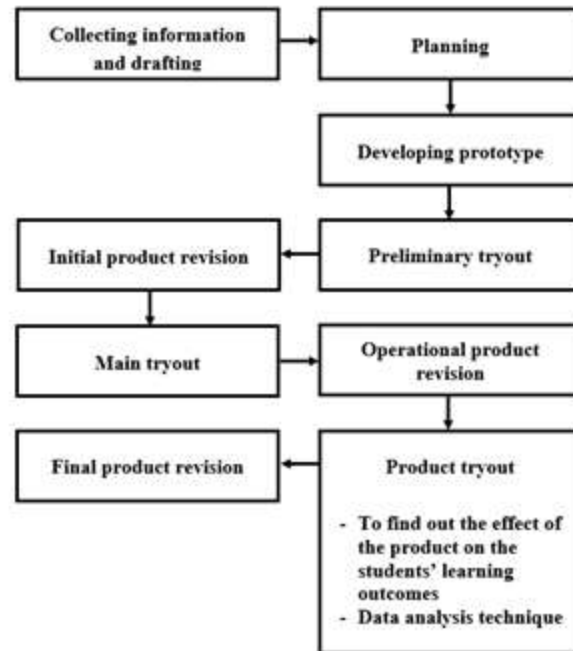 Collecting information
and drafting
Planning
Developing prototype
Preliminary tryout
Initial product revision
Main tryout
Operational product
revision
Product tryout
- To find out the effect of
the product on the
students’ learning
outcomes
- Data analysis technique
Final product revision